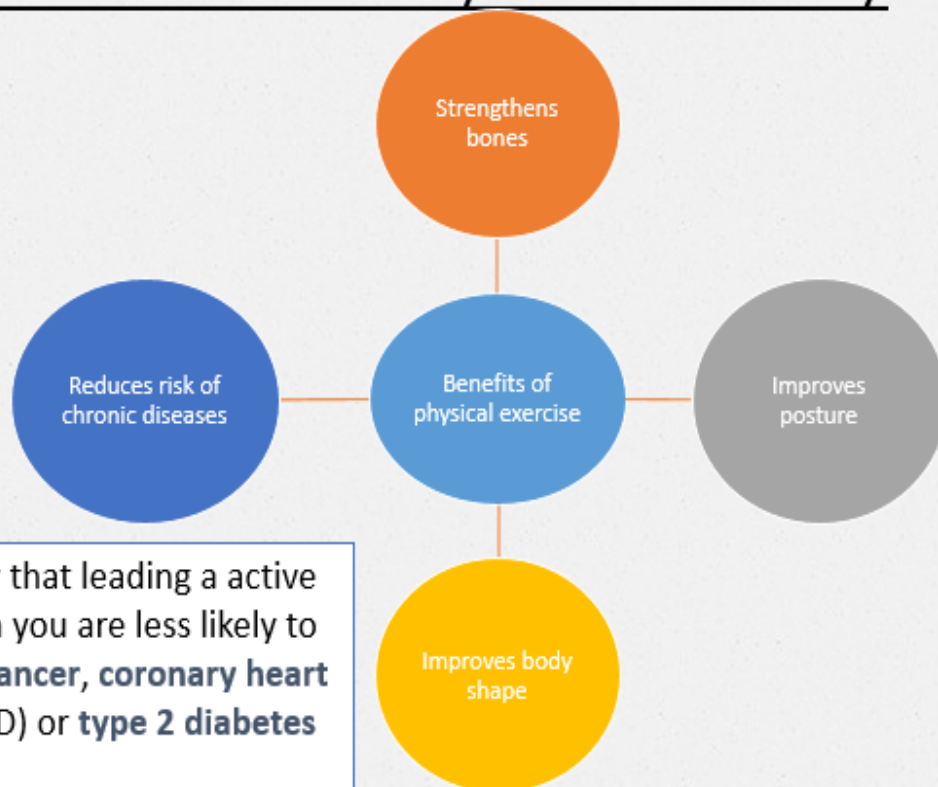 Strengthens
bones
Reduces risk of
chronic diseases
Benefits of
physical exercise
Improves
posture
that leading a active
you are less likely to
ancer, coronary heart
D) or type 2 diabetes
Improves body
shape